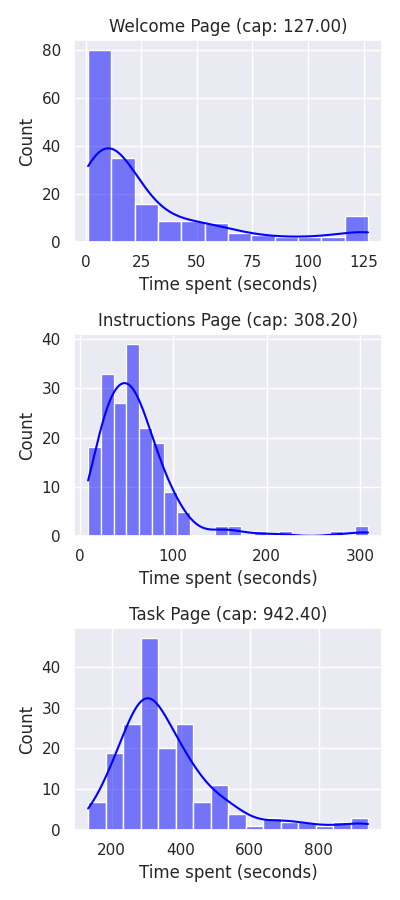 Welcome Page (cap: 127.00)
80
60
40
20
0
Count
0 25 50 75 100 125
Time spent (seconds)
Instructions Page (cap: 308.20)
40
30
20
10
0
Count
0 100 200 300
Time spent (seconds)
Task Page (cap: 942.40)
40
30
20
10
0
Count
200 400 600 800
Time spent (seconds)